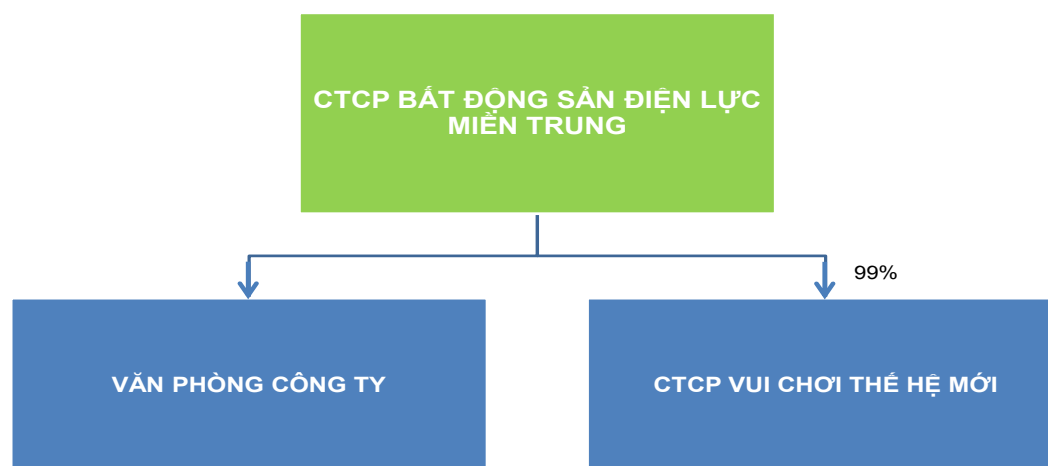 CTCP BẤT ĐỘNG SẢN ĐIỆN LỰC
MIỀN TRUNG
99%
VĂN PHÒNG CÔNG TY
CTCP VUI CHƠI THẾ HỆ MỚI